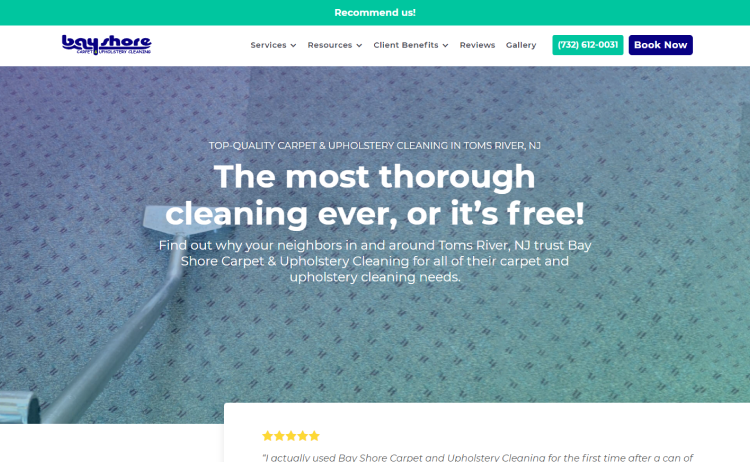 Recommend us!
bay shore
CARPET & UPHOLSTERY CLEANING
Services Resources Client Benefits Reviews Gallery (732) 612-0031 Book Now
TOP-QUALITY CARPET & UPHOLSTERY CLEANING IN TOMS RIVER, NJ
The most thorough
cleaning ever, or it’s free!
Find out why your neighbors in and around Toms River, NJ trust Bay
Shore Carpet & Upholstery Cleaning for all of their carpet and
upholstery cleaning needs.
"I actually used Bay Shore Carpet and Upholstery Cleaning for the first time after a can of